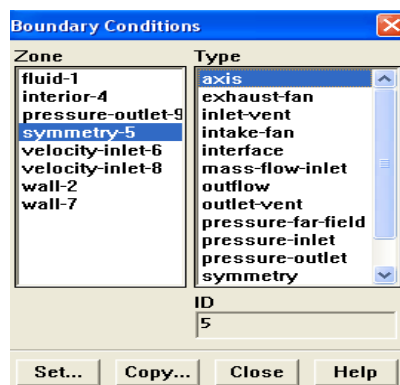 Boundary Conditions
Zone
fluid-1
interior-4
pressure-outlet-9
symmetry-5
velocity-inlet-6
velocity-inlet-8
wall-2
wall-7
Type
axis
exhaust-fan
inlet-vent
intake-fan
interface
mass-flow-inlet
outflow
outlet-vent
pressure-far-field
pressure-inlet
pressure-outlet
symmetry
ID
5
Set... Copy... Close Help